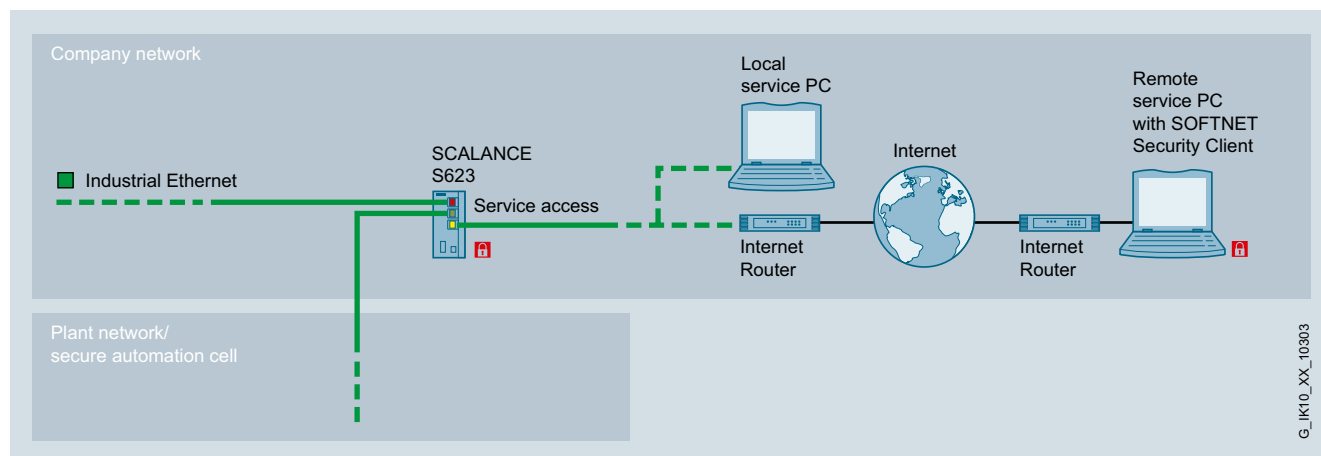 Company network
Local
service PC
Remote
service PC
with SOFTNET
Security Client
Internet
SCALANCE
S623
Industrial Ethernet
Service access
Internet
Router
Internet
Router
Plant network/
secure automation cell
G_IK10_XX_10303